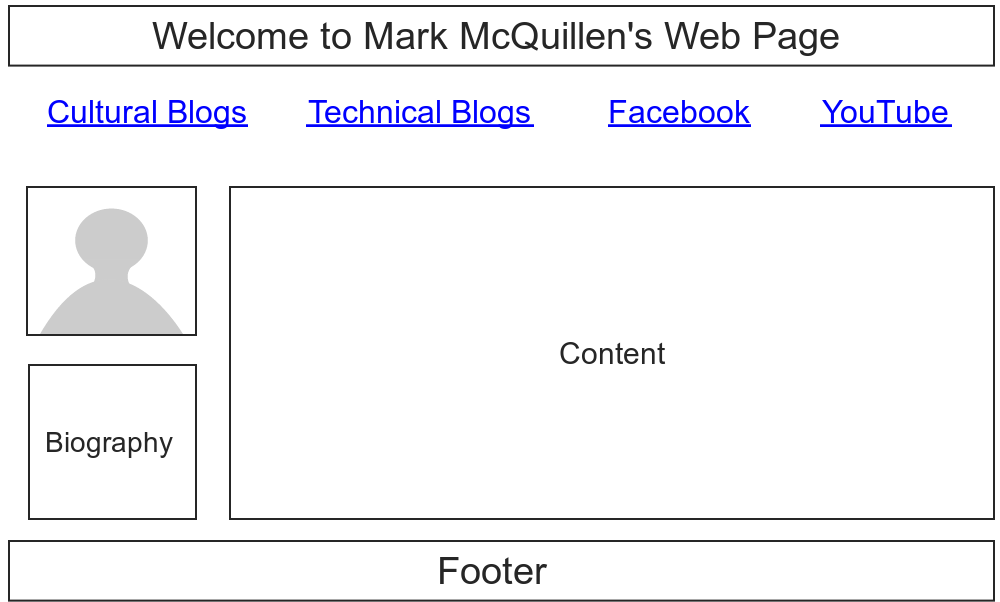 Welcome to Mark McQuillen's Web Page
Cultural Blogs Technical Blogs Facebook YouTube
Content
Biography
Footer